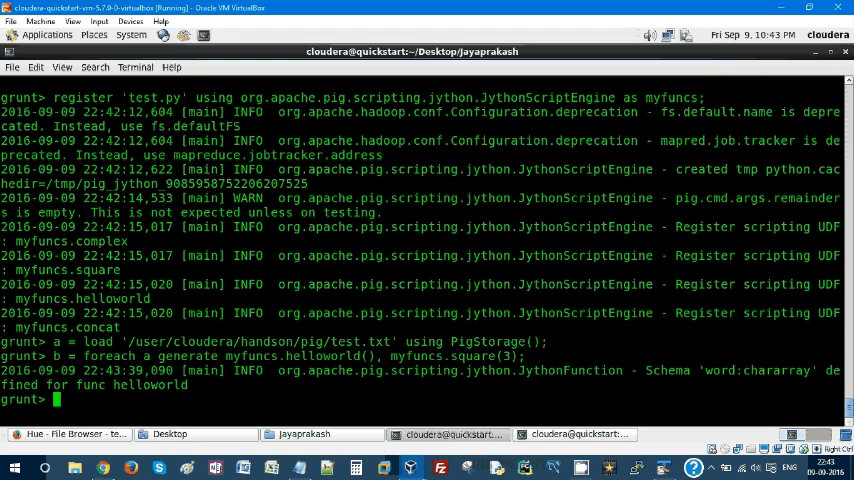 cloudera-quickstart-vm-5.7.0-0-virtualbox [Running] - Oracle VM VirtualBox
File Machine View Input Devices Help
Applications Places System Fri Sep 9, 10:43 PM cloudera
cloudera@quickstart:~/Desktop/Jayaprakash
File Edit View Search Terminal Help
grunt> register 'test.py' using org.apache.pig.scripting.jython.JythonScriptEngine as myfuncs;
2016-09-09 22:42:12,604 [main] INFO org.apache.hadoop.conf.Configuration.deprecation - fs.default.name is depre
cated. Instead, use fs.defaultFS
2016-09-09 22:42:12,604 [main] INFO org.apache.hadoop.conf.Configuration.deprecation - mapred.job.tracker is de
precated. Instead, use mapreduce.jobtracker.address
2016-09-09 22:42:12,622 [main] INFO org.apache.pig.scripting.jython.JythonScriptEngine - created tmp python.cac
hedir=/tmp/pig_jython_9085958752206207525
2016-09-09 22:42:14,533 [main] WARN org.apache.pig.scripting.jython.JythonScriptEngine - pig.cmd.args.remainder
s is empty. This is not expected unless on testing.
2016-09-09 22:42:15,017 [main] INFO org.apache.pig.scripting.jython.JythonScriptEngine - Register scripting UDF
: myfuncs.complex
2016-09-09 22:42:15,017 [main] INFO org.apache.pig.scripting.jython.JythonScriptEngine - Register scripting UDF
: myfuncs.square
2016-09-09 22:42:15,020 [main] INFO org.apache.pig.scripting.jython.JythonScriptEngine - Register scripting UDF
: myfuncs.helloworld
2016-09-09 22:42:15,020 [main] INFO org.apache.pig.scripting.jython.JythonScriptEngine - Register scripting UDF
: myfuncs.concat
grunt> a = load '/user/cloudera/handson/pig/test.txt' using PigStorage();
grunt> b = foreach a generate myfuncs.helloworld(), myfuncs.square(3);
2016-09-09 22:43:39,090 [main] INFO org.apache.pig.scripting.jython.JythonFunction - Schema 'word:chararray' de
fined for func helloworld
grunt>
Hue - File Browser - te... Desktop Jayaprakash cloudera@quickstart:... cloudera@quickstart:...
Right Ctrl
ENG 22:43
09-09-2016